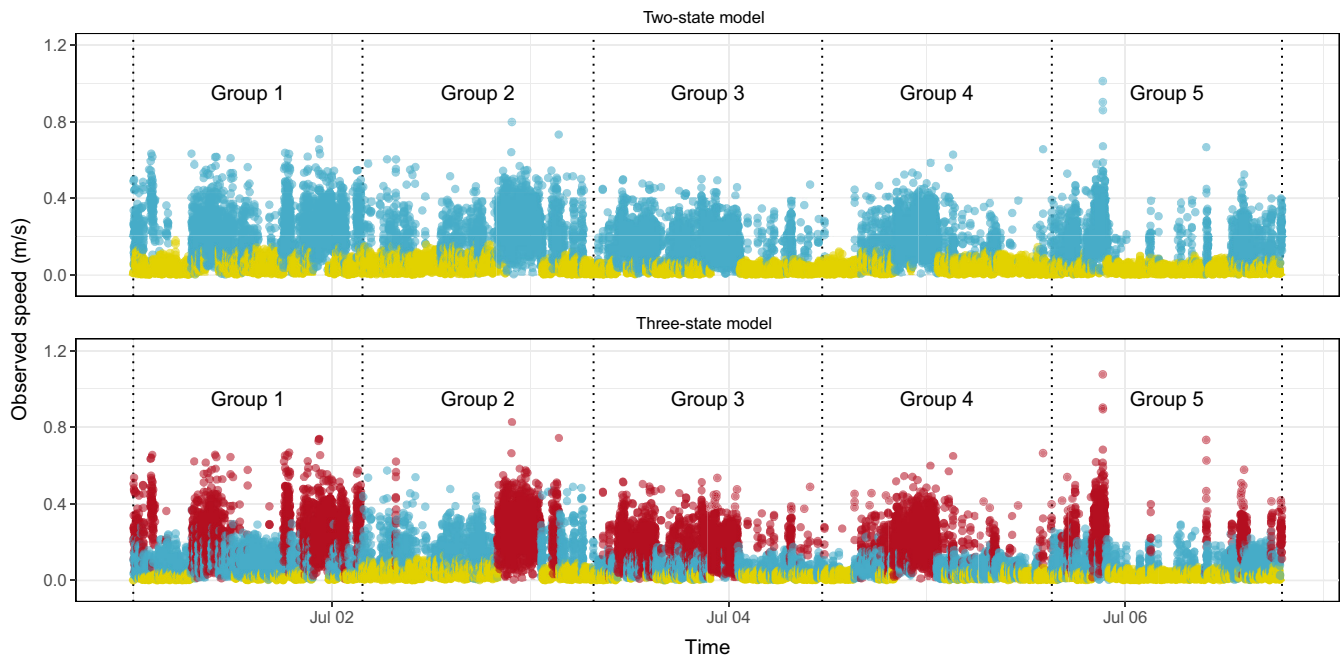 Two-state model
Group 1 Group 2 Group 3 Group 4 Group 5
1.2
0.8
0.4
0.0
Three-state model
Group 1 Group 2 Group 3 Group 4 Group 5
1.2
0.8
0.4
0.0
Observed speed (m/s)
Jul 02 Jul 04 Jul 06
Time